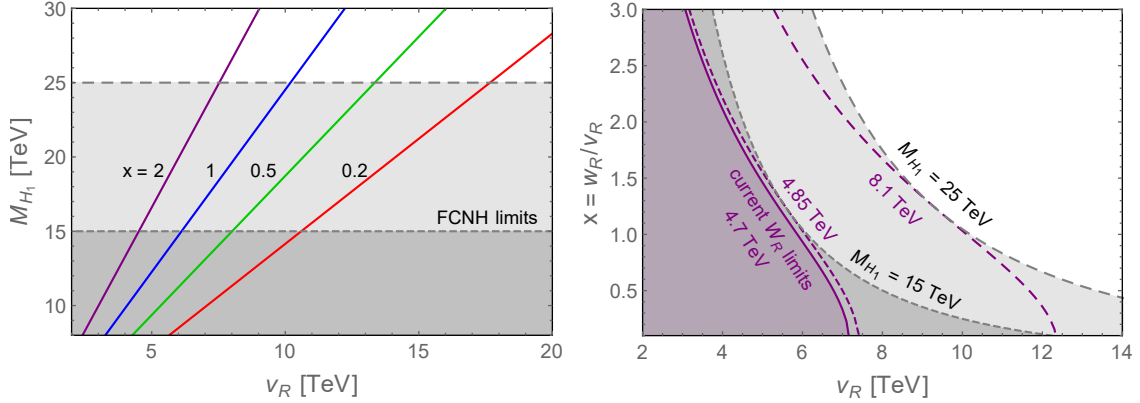 30
25
20
15
10
M_{H_1} [TeV]
x = 2
1
0.5
0.2
FCNH limits
5
10
15
20
v_R [TeV]
3.0
2.5
2.0
1.5
1.0
0.5
x = w_R/v_R
M_{H_1} = 25 TeV
8.1 TeV
4.85 TeV
current W_R limits
4.7 TeV
M_{H_1} = 15 TeV
2
4
6
8
10
12
14
v_R [TeV]